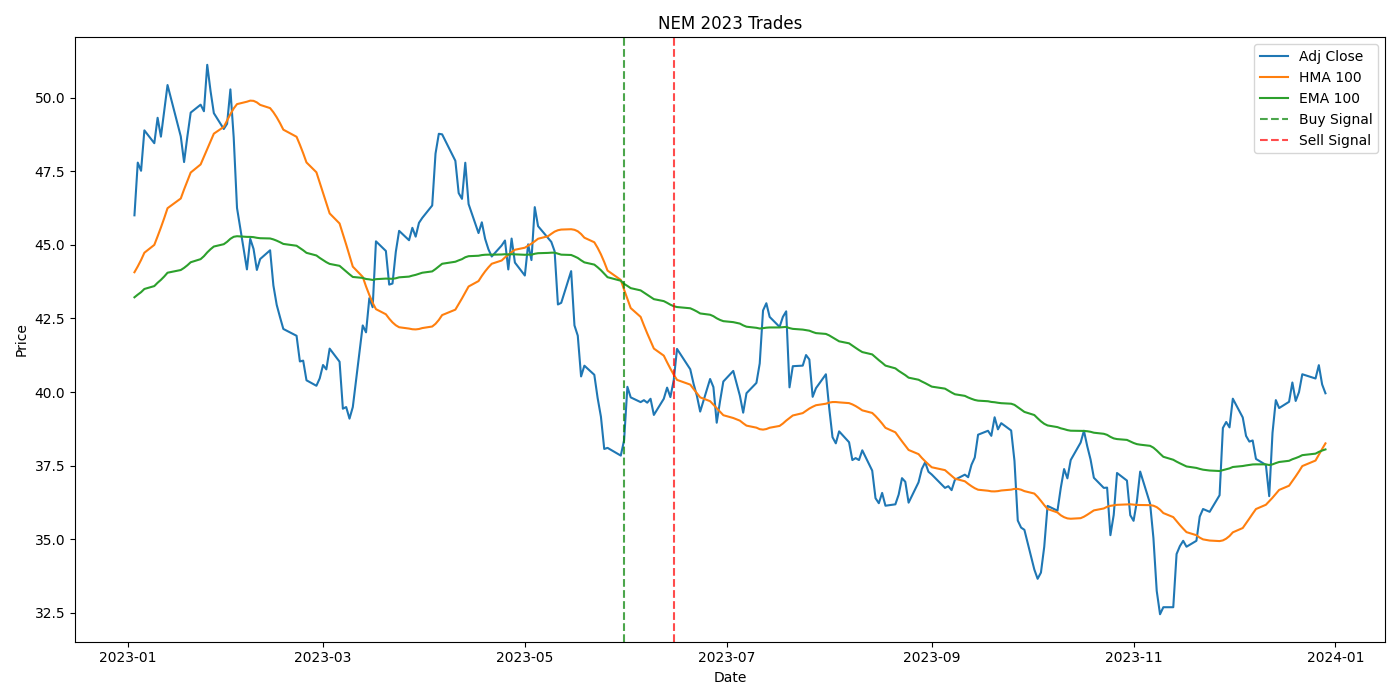 NEM 2023 Trades
Adj Close
HMA 100
EMA 100
Buy Signal
Sell Signal
Price
50.0
47.5
45.0
42.5
40.0
37.5
35.0
32.5
2023-01 2023-03 2023-05 2023-07 2023-09 2023-11 2024-01
Date